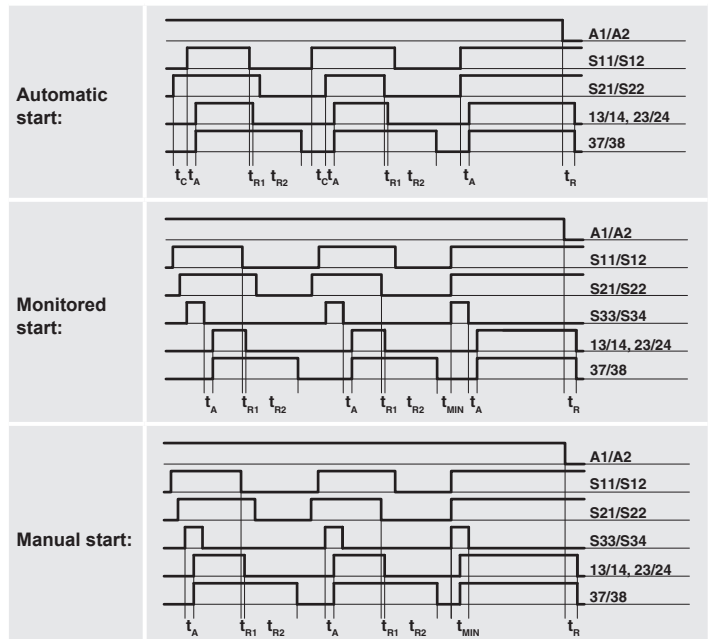 Automatic
start:
A1/A2
S11/S12
S21/S22
13/14, 23/24
37/38
tC tA tR1 tR2 tC tA tR1 tR2 tA tR
Monitored
start:
A1/A2
S11/S12
S21/S22
S33/S34
13/14, 23/24
37/38
tA tR1 tR2 tA tR1 tR2 tMIN tA tR
Manual start:
A1/A2
S11/S12
S21/S22
S33/S34
13/14, 23/24
37/38
tA tR1 tR2 tA tR1 tR2 tMIN tR